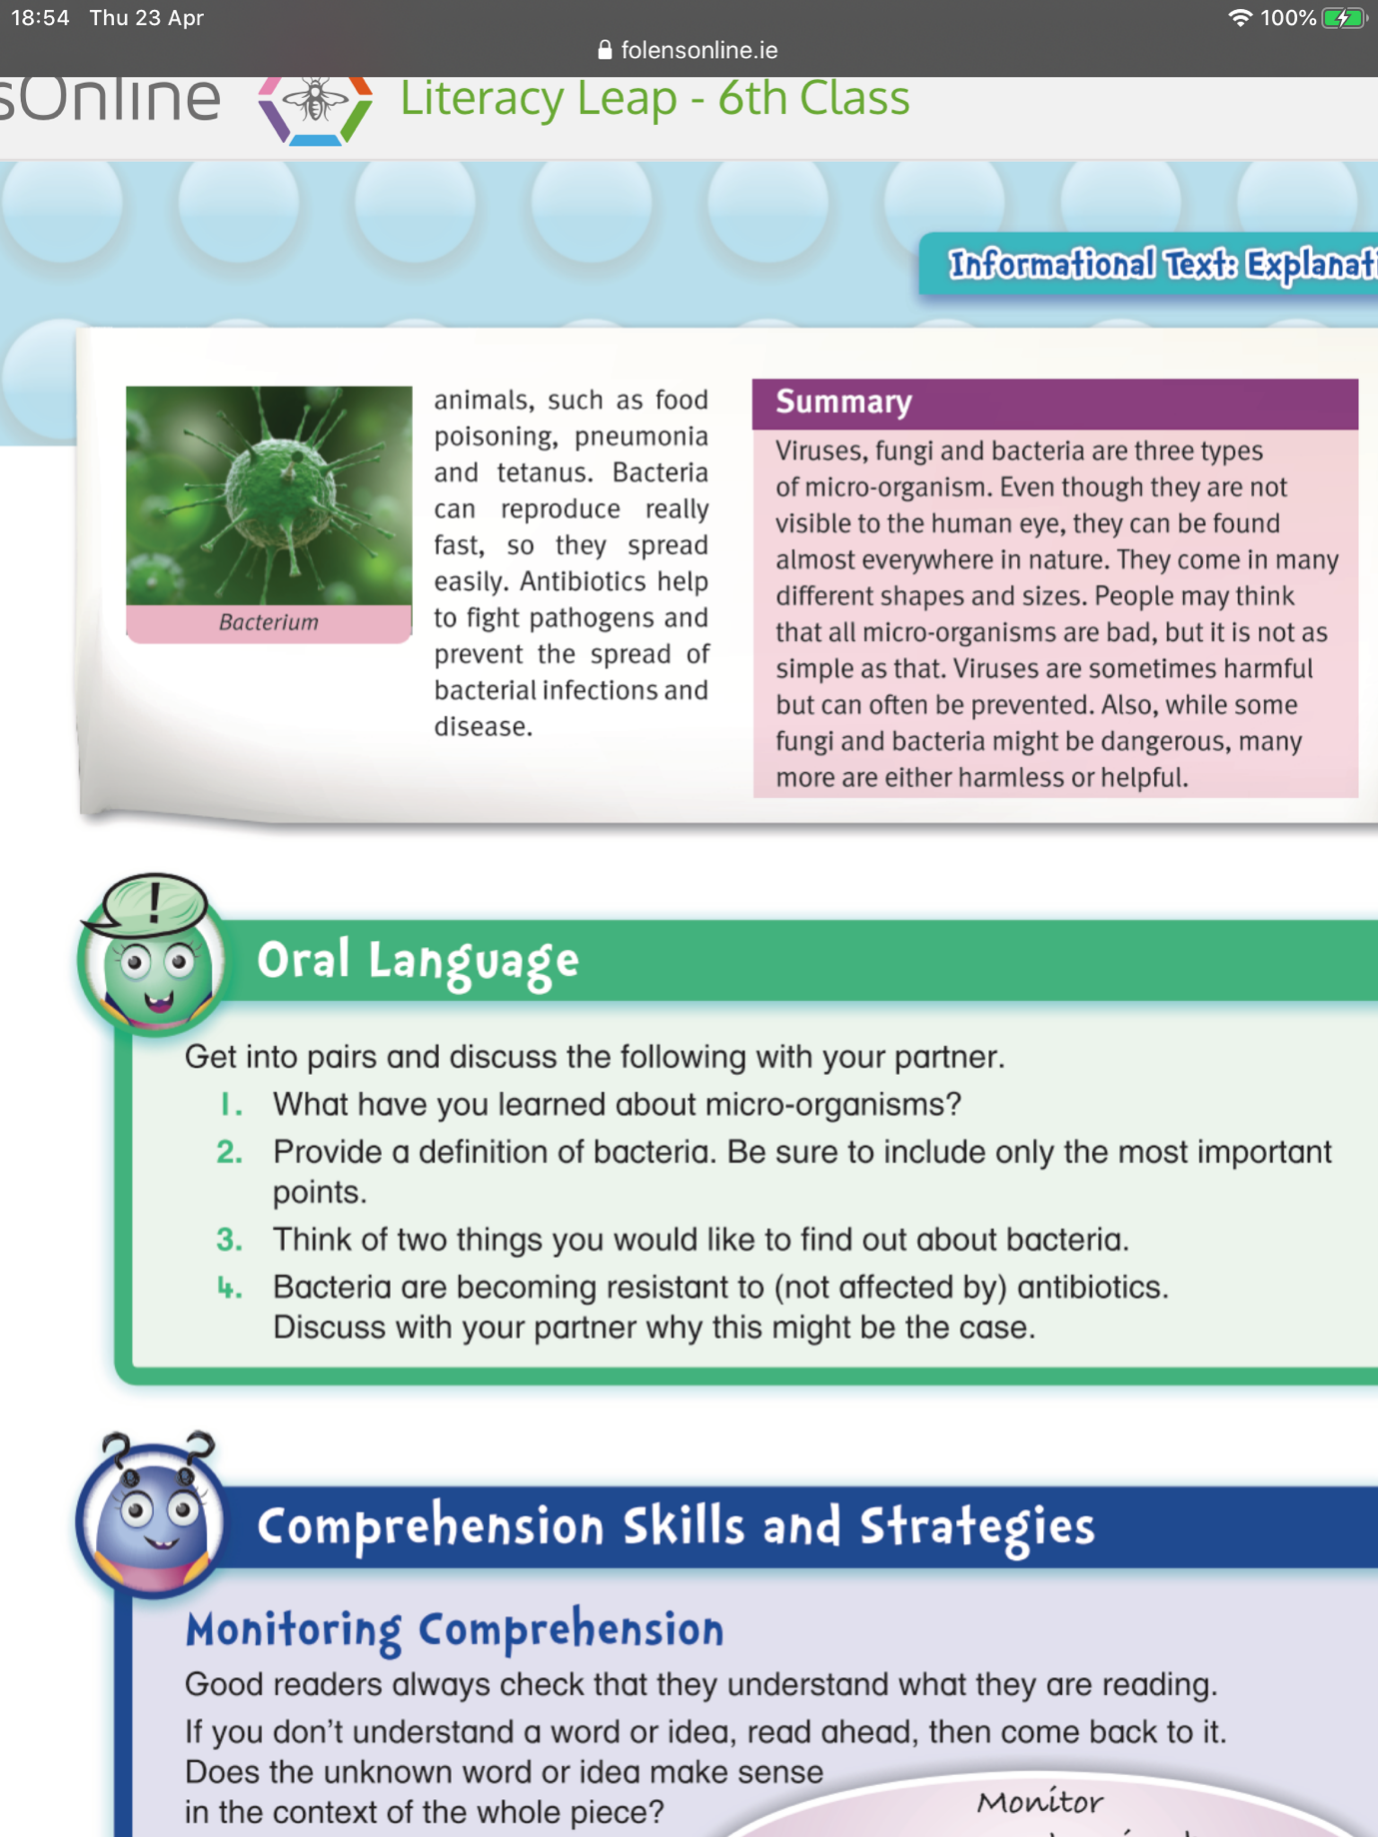 18:54 Thu 23 Apr
100%
folensonline.ie
sOnline
Literacy Leap - 6th Class
Informational Text:
animals, such as food
poisoning, pneumonia
and tetanus. Bacteria
can reproduce really
fast, so they spread
easily. Antibiotics help
to fight pathogens and
prevent the spread of
bacterial infections and
disease.
Bacterium
Summary
Viruses, fungi and bacteria are three types
of micro-organism. Even though they are not
visible to the human eye, they can be found
almost everywhere in nature. They come in many
different shapes and sizes. People may think
that all micro-organisms are bad, but it is not as
simple as that. Viruses are sometimes harmful
but can often be prevented. Also, while some
fungi and bacteria might be dangerous, many
more are either harmless or helpful.
!
Oral Language
Get into pairs and discuss the following with your partner.
1. What have you learned about micro-organisms?
2. Provide a definition of bacteria. Be sure to include only the most important
points.
3. Think of two things you would like to find out about bacteria.
4. Bacteria are becoming resistant to (not affected by) antibiotics.
Discuss with your partner why this might be the case.
Comprehension Skills and Strategies
Monitoring Comprehension
Good readers always check that they understand what they are reading.
If you don't understand a word or idea, read ahead, then come back to it.
Does the unknown word or idea make sense
in the context of the whole piece?
Monitor